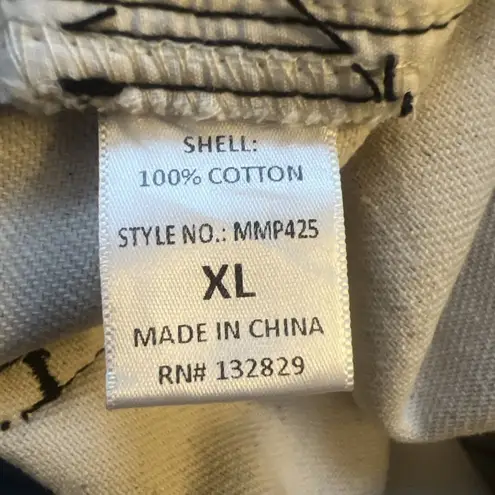 SHELL:
100% COTTON
STYLE NO.: MMP425
XL
MADE IN CHINA
RN# 132829